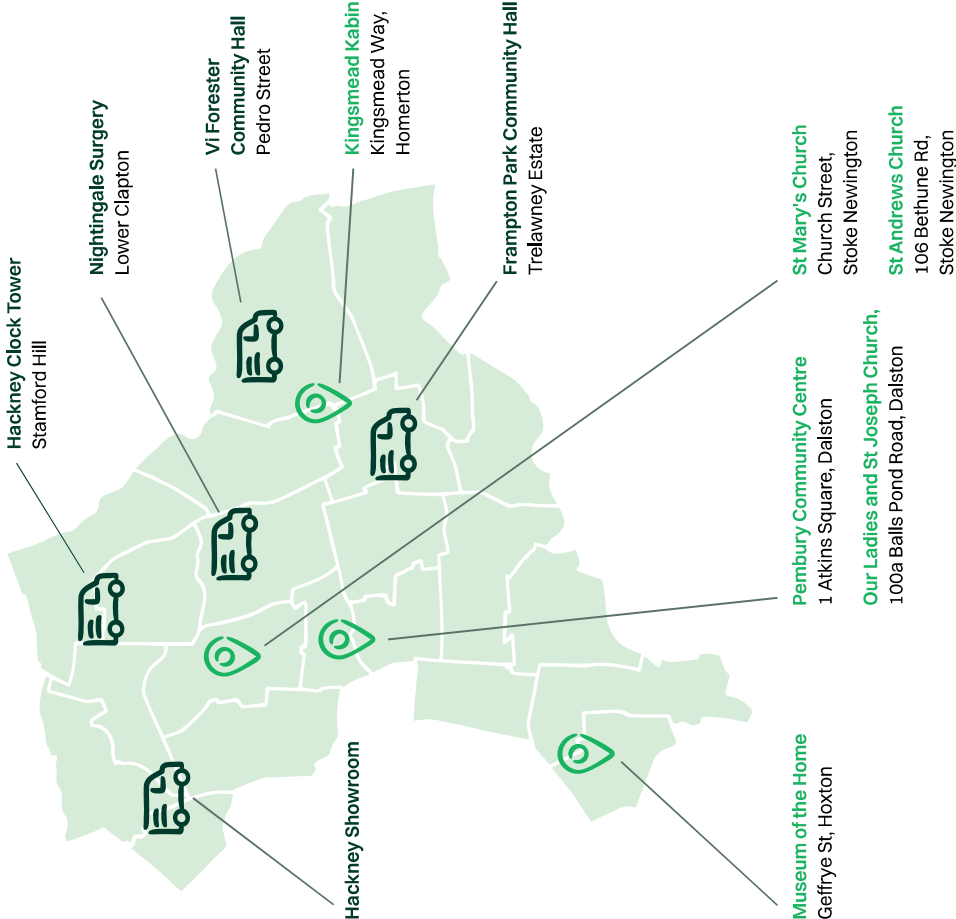 Hackney Clock Tower
Stamford Hill
Nightingale Surgery
Lower Clapton
Vi Forester
Community Hall
Pedro Street
Kingsmead Kabin
Kingsmead Way,
Homerton
Frampton Park Community Hall
Trelawney Estate
St Mary's Church
Church Street,
Stoke Newington
St Andrews Church
106 Bethune Rd,
Stoke Newington
Pembury Community Centre
1 Atkins Square, Dalston
Our Ladies and St Joseph Church,
100a Balls Pond Road, Dalston
Hackney Showroom
Museum of the Home
Geffrye St, Hoxton